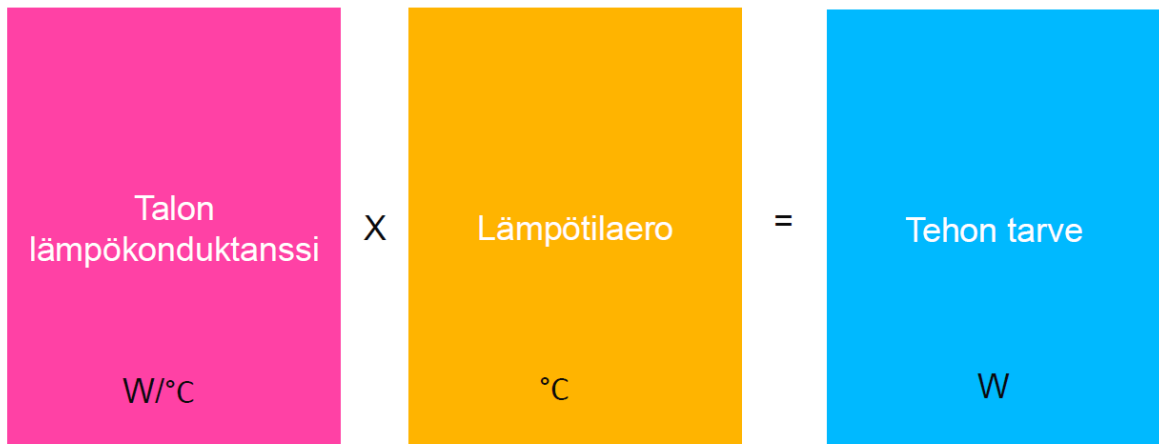 Talon
lämpökonduktanssi
W/°C
X
Lämpötilaero
°C
=
Tehon tarve
W